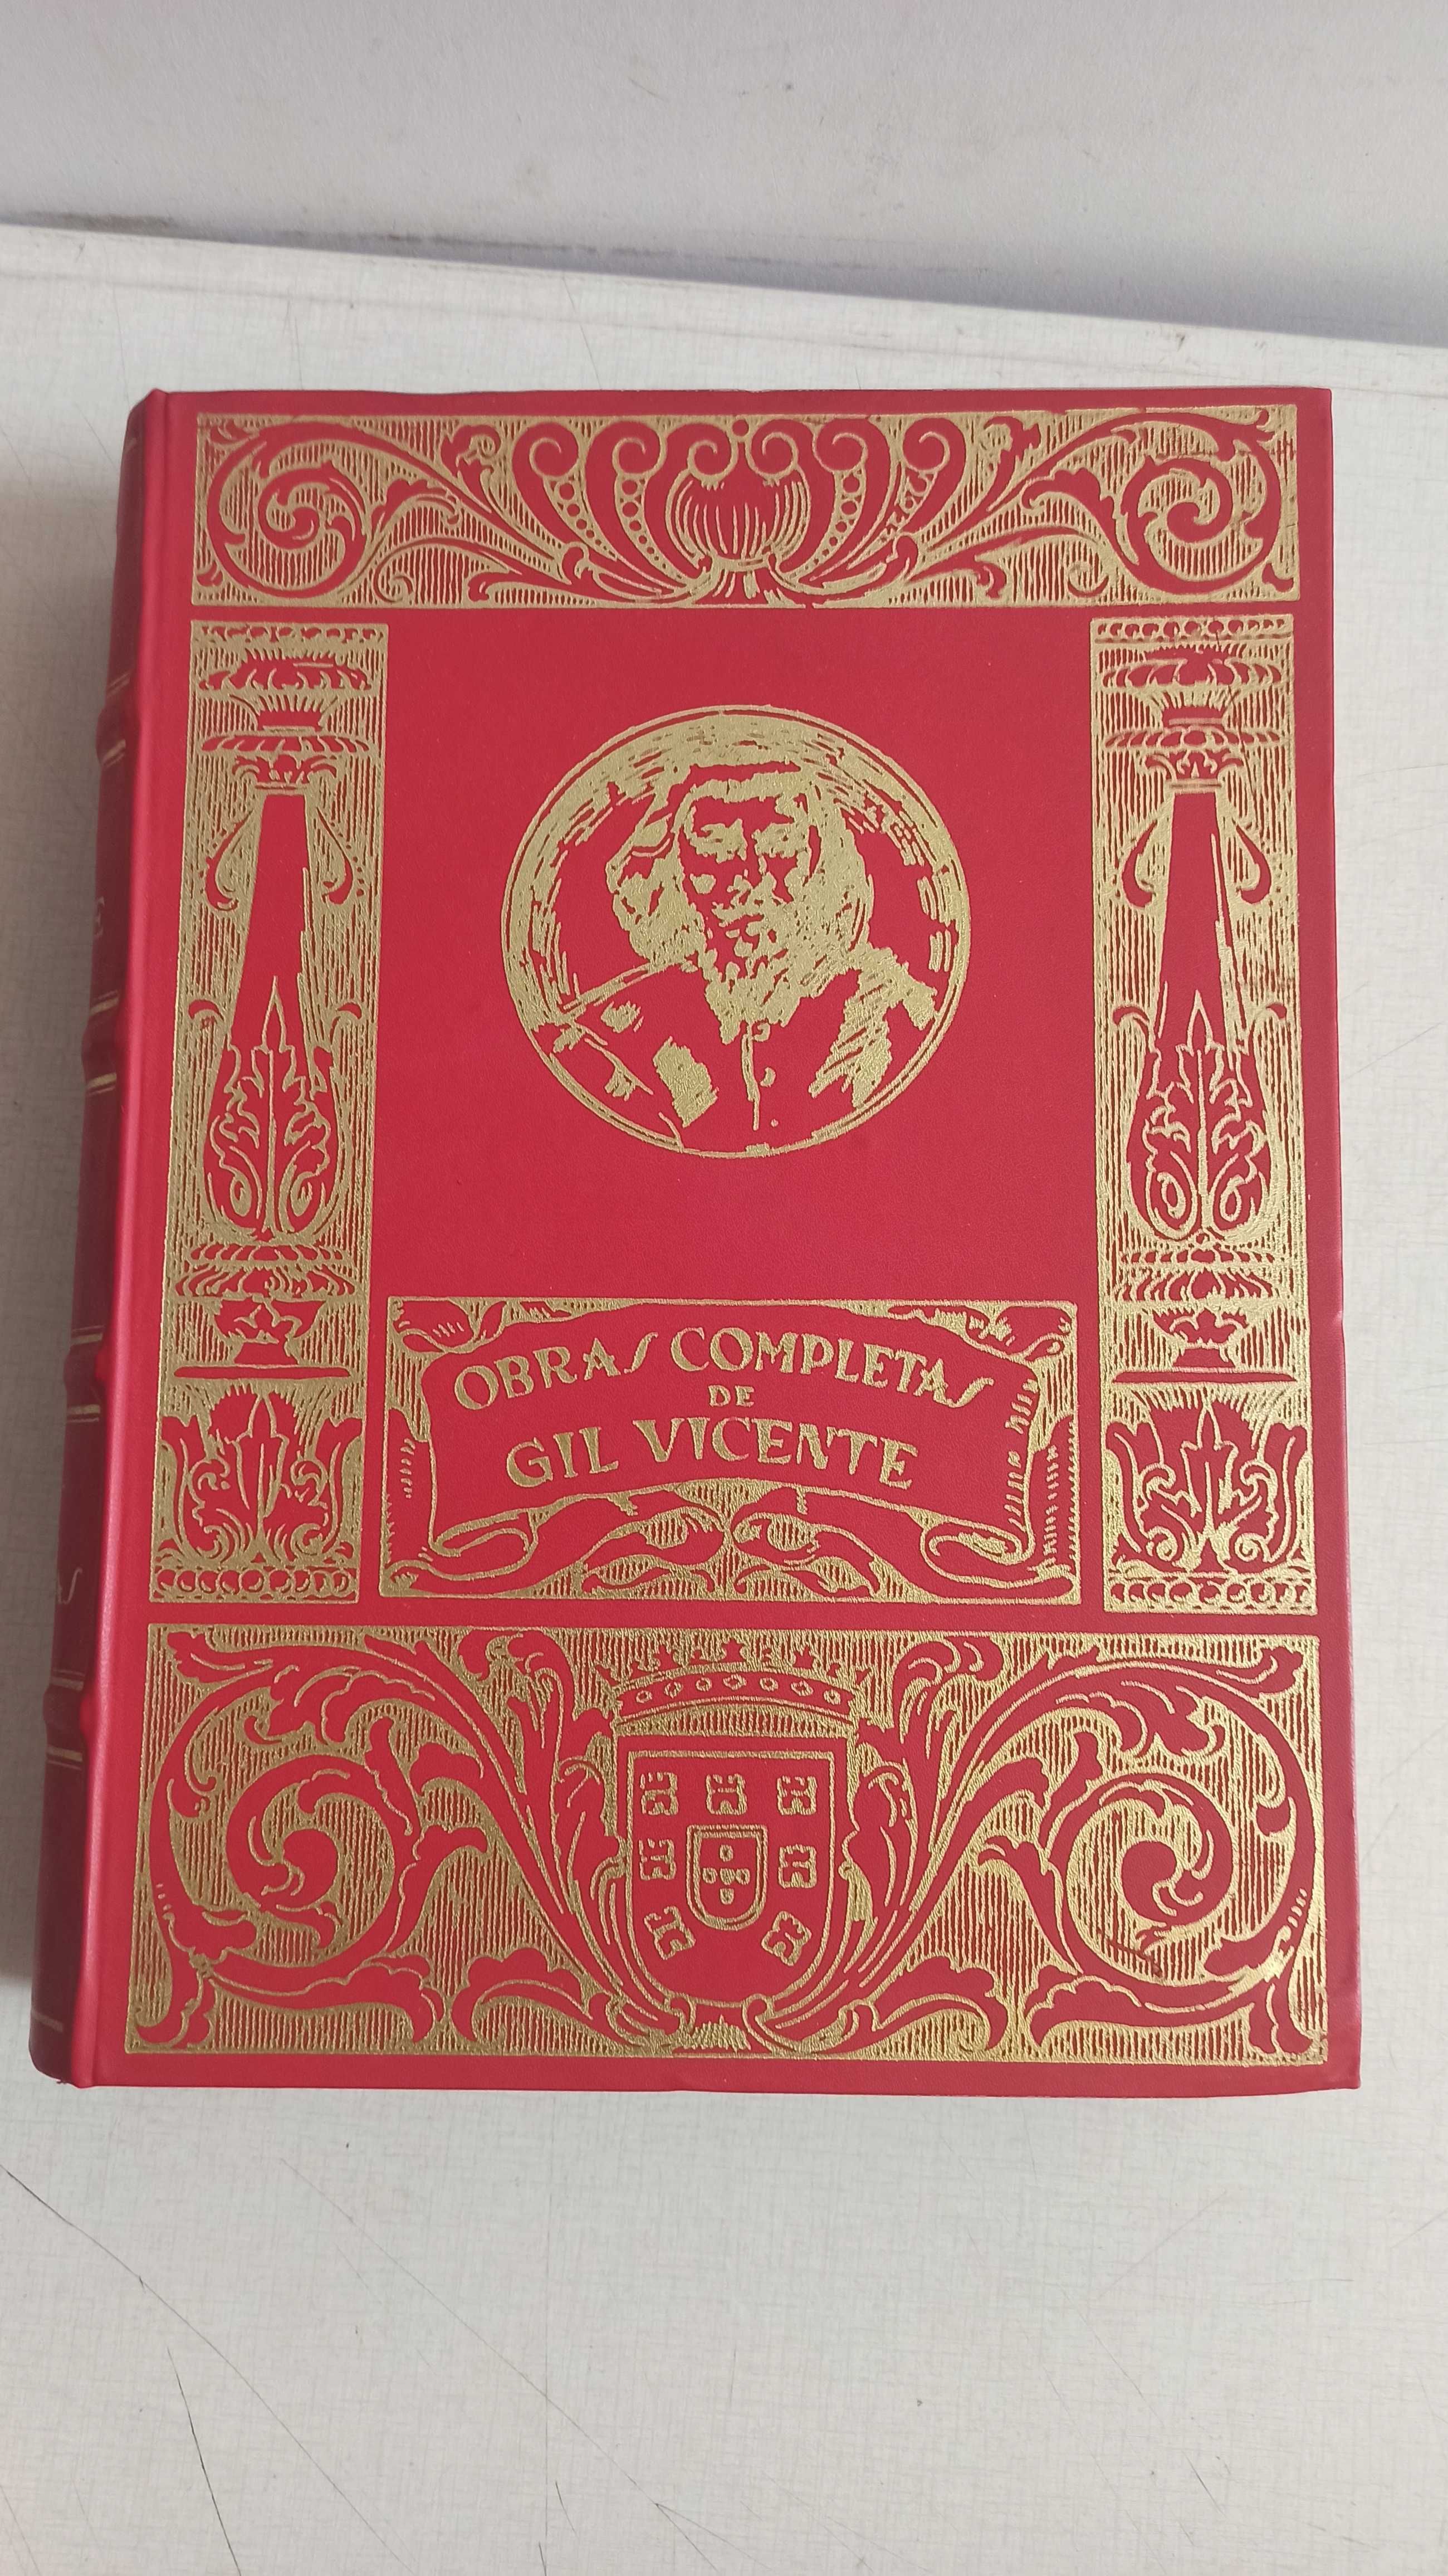 OBRAS COMPLETAS
DE
GIL VICENTE